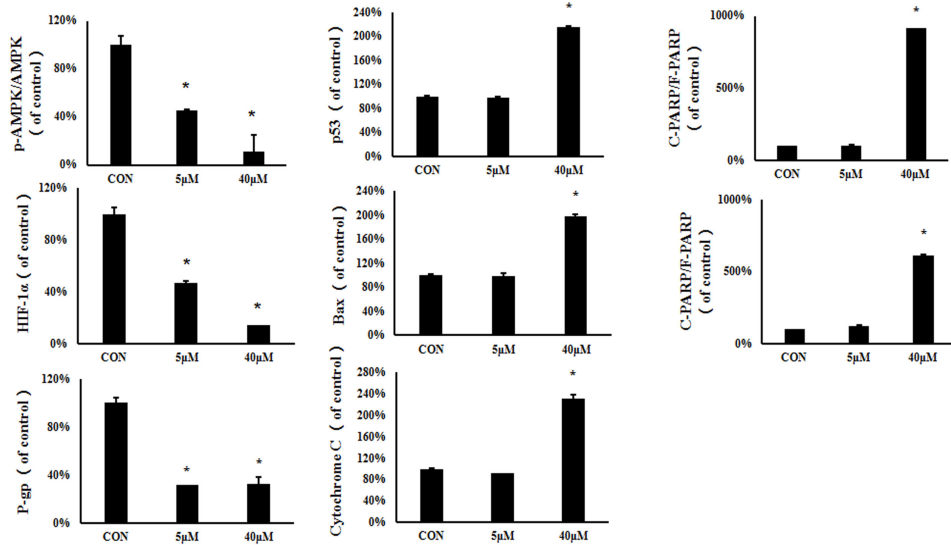 p-AMPK/AMPK
( of control )
120%
80%
40%
0%
CON 5μM 40μM
*
*
p53 ( of control )
240%
200%
160%
120%
80%
40%
0%
CON 5μM 40μM
*
C-PARP/F-PARP
( of control )
1000%
500%
0%
CON 5μM 40μM
*
HIF-1α ( of control )
120%
80%
40%
0%
CON 5μM 40μM
*
*
Bax ( of control )
240%
200%
160%
120%
80%
40%
0%
CON 5μM 40μM
*
C-PARP/F-PARP
( of control )
1000%
500%
0%
CON 5μM 40μM
*
P-gp ( of control )
120%
80%
40%
0%
CON 5μM 40μM
*
*
Cytochrome C ( of control )
280%
240%
200%
160%
120%
80%
40%
0%
CON 5μM 40μM
*